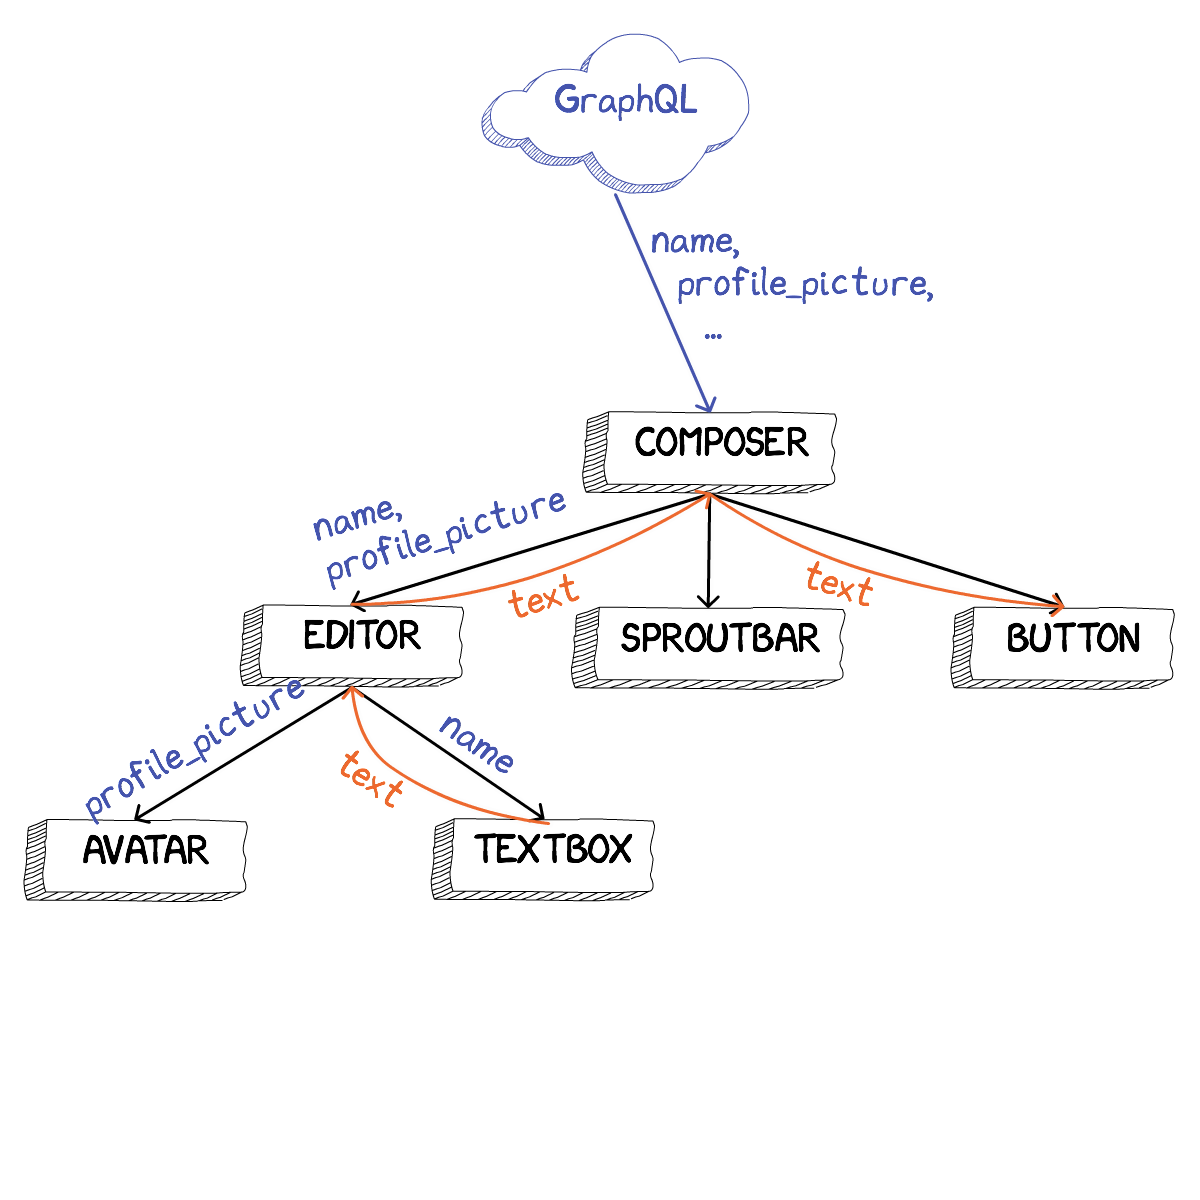 GraphQL
name,
profile_picture,
...
COMPOSER
name,
profile_picture
text
text
EDITOR
SPROUTBAR
BUTTON
profile_picture
name
text
AVATAR
TEXTBOX